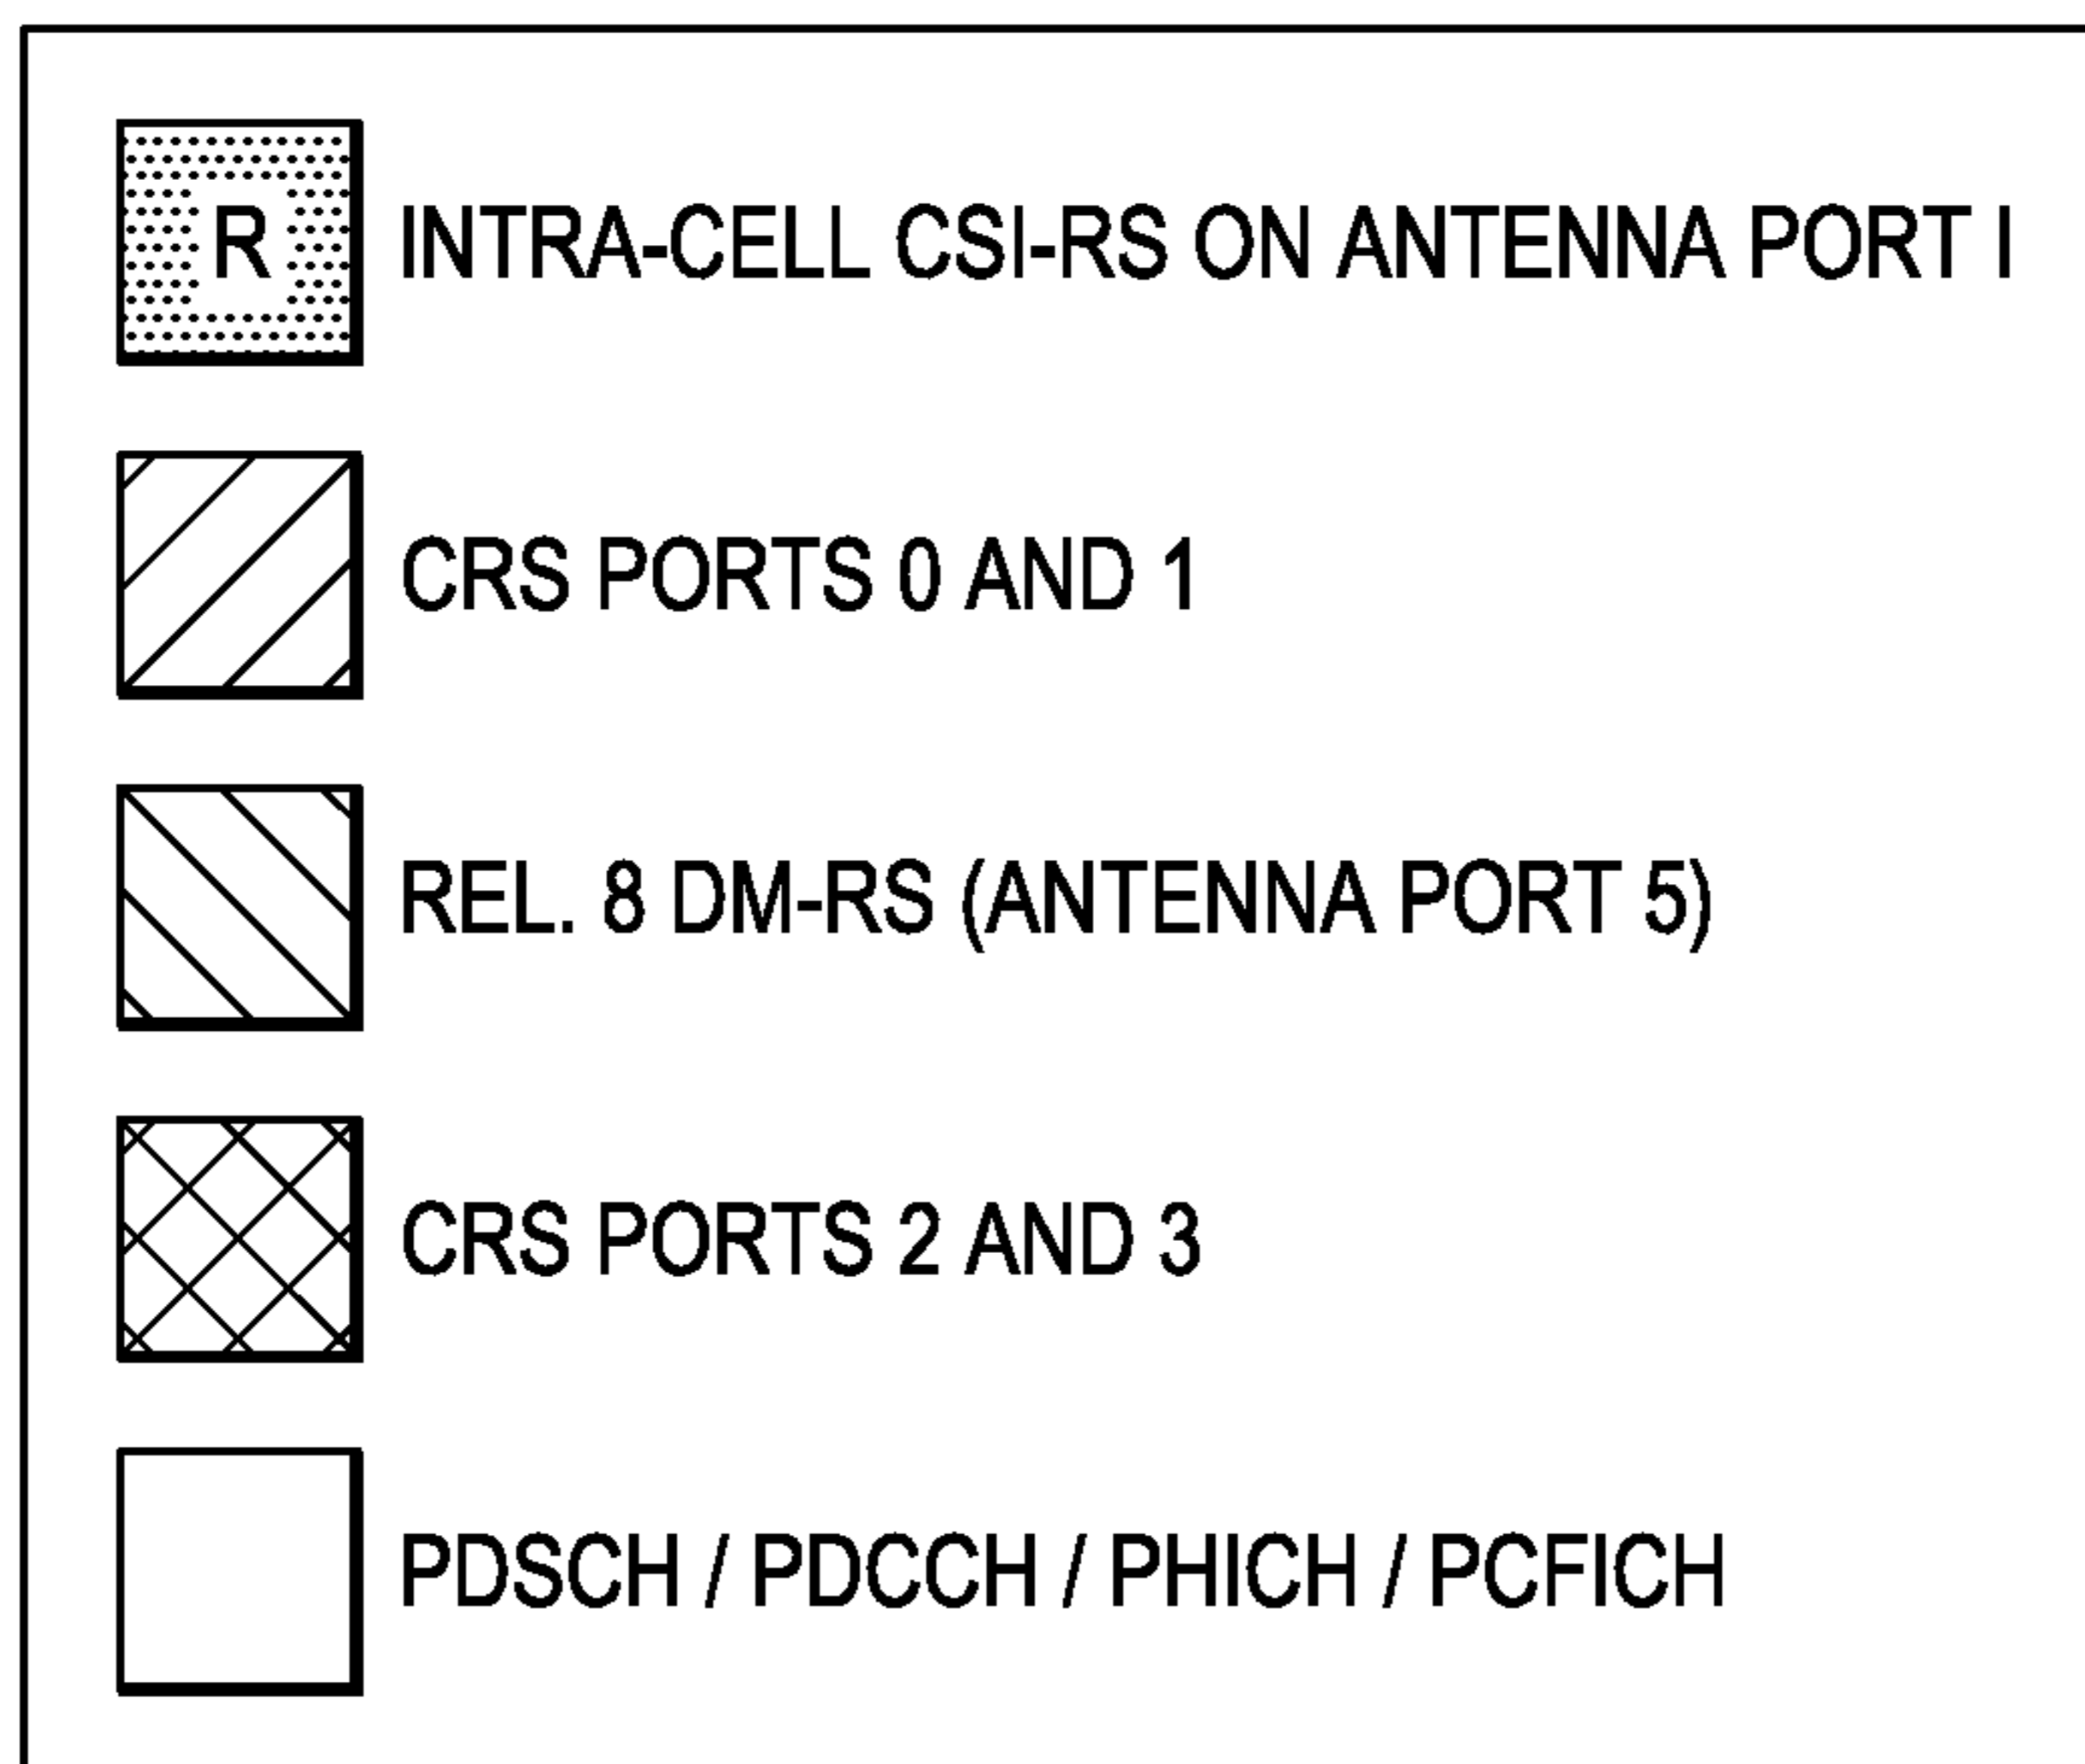 R INTRA-CELL CSI-RS ON ANTENNA PORT I
CRS PORTS 0 AND 1
REL. 8 DM-RS (ANTENNA PORT 5)
CRS PORTS 2 AND 3
PDSCH / PDCCH / PHICH / PCFICH